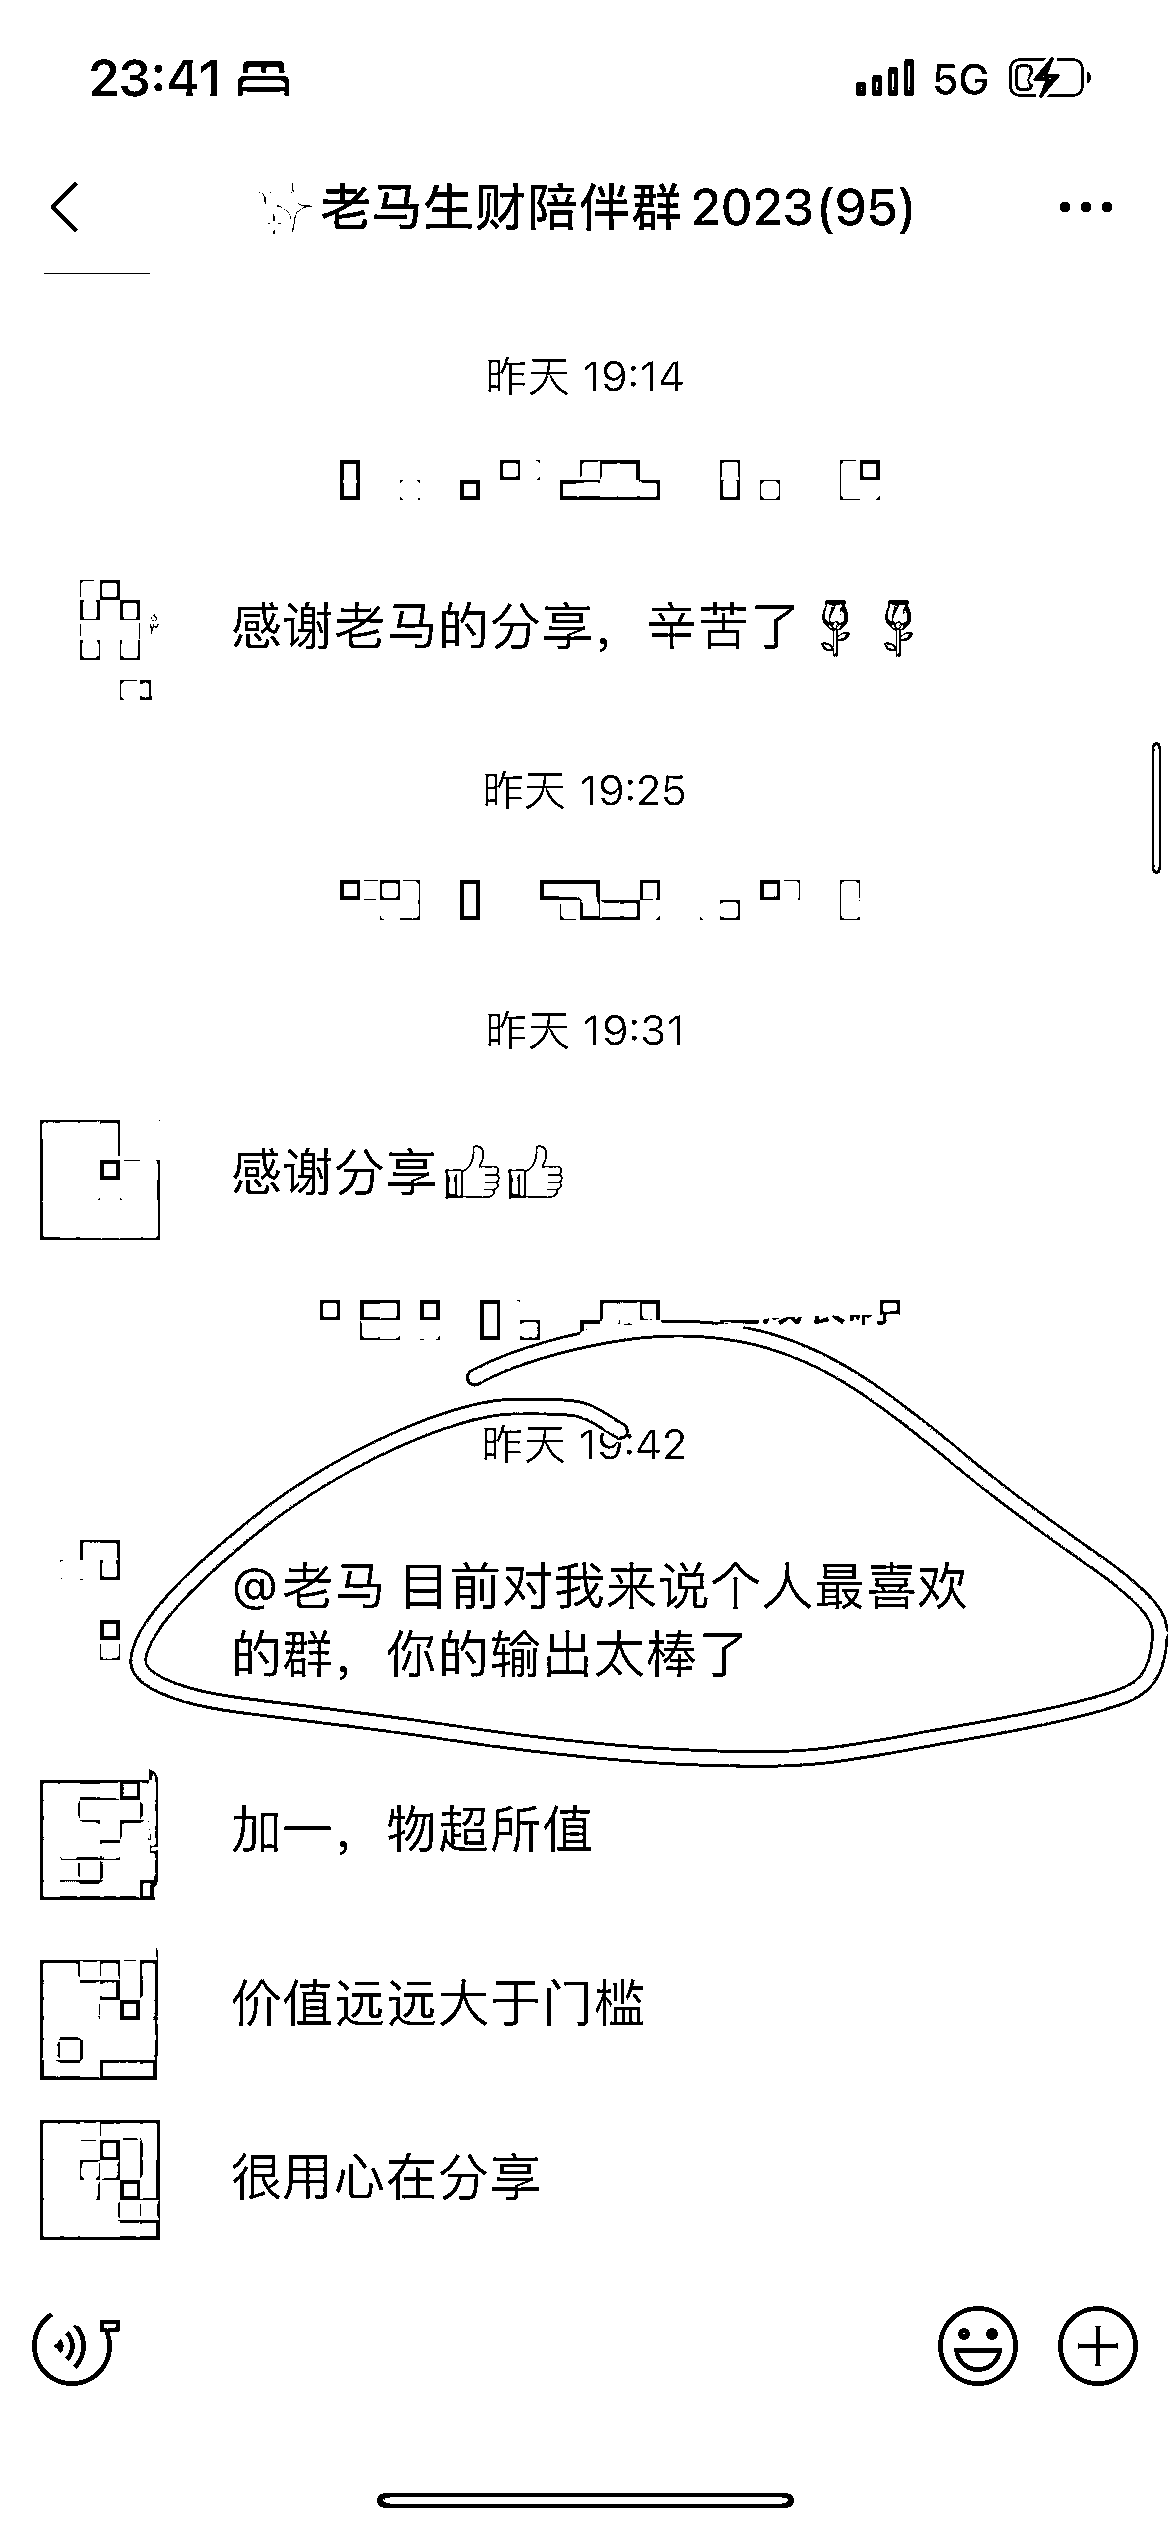 23:41
5G
✨老马生财陪伴群2023(95)
昨天 19:14
感谢老马的分享，辛苦了🌹🌹
昨天 19:25
昨天 19:31
感谢分享👍👍
昨天 19:42
@老马 目前对我来说个人最喜欢
的群，你的输出太棒了
加一，物超所值
价值远远大于门槛
很用心在分享